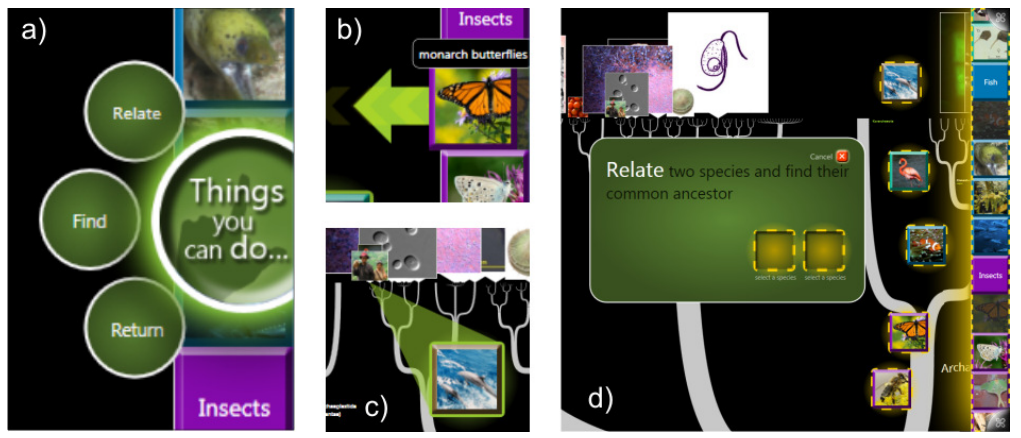 a)
Relate
Things
you
can do...
Find
Return
Insects
b)
Insects
monarch butterflies
c)
d)
Fish
Cancel
Relate two species and find their
common ancestor
select a species
select a species
Insects
Archa